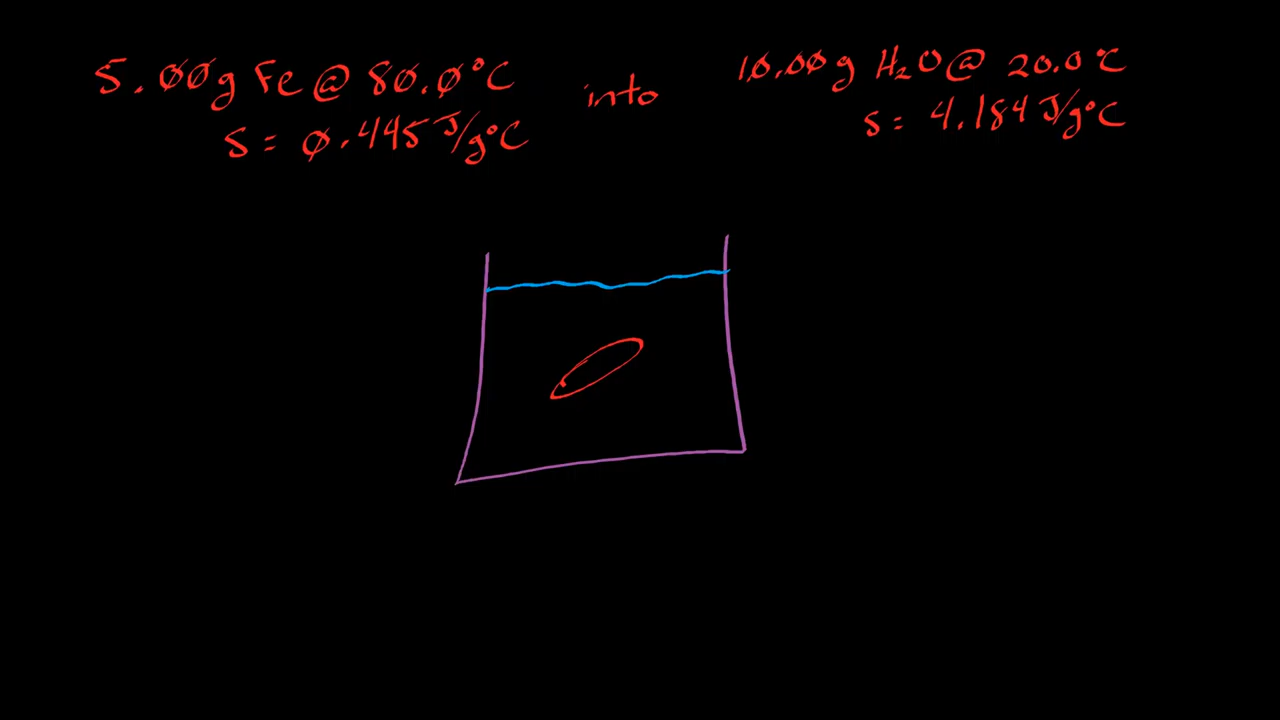 5.00g Fe @ 80.0°C into 10.00g H₂O @ 20.0°C
s = 0.445 J/g°C s = 4.184 J/g°C